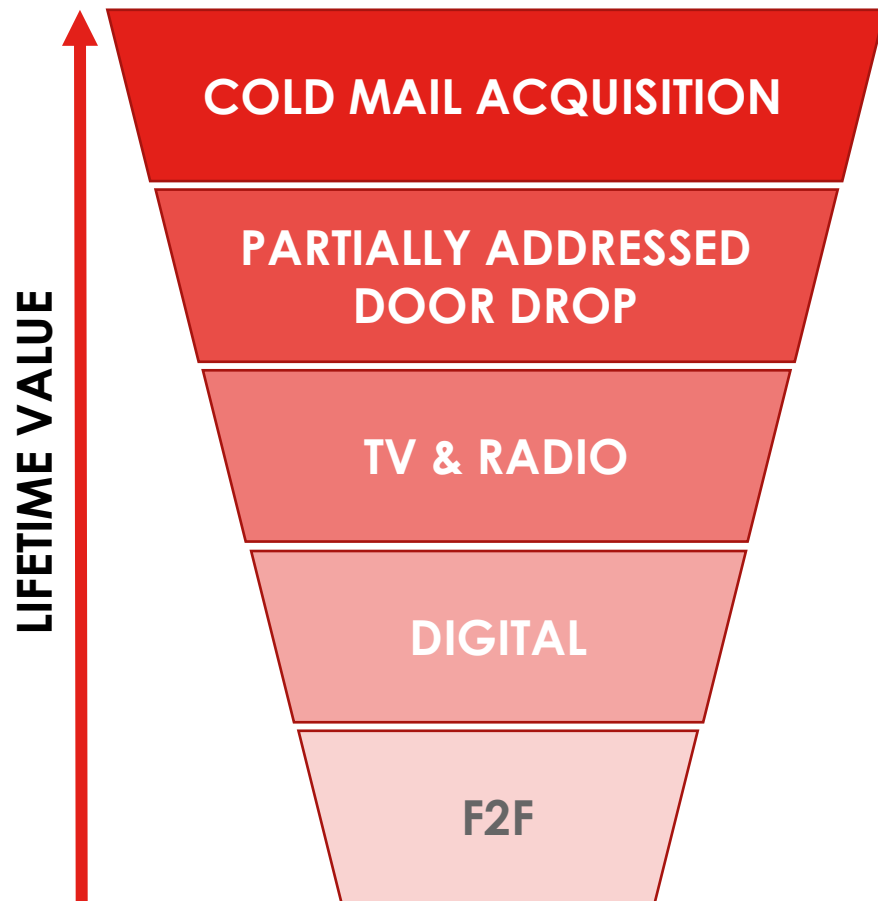 LIFETIME VALUE
COLD MAIL ACQUISITION
PARTIALLY ADDRESSED
DOOR DROP
TV & RADIO
DIGITAL
F2F